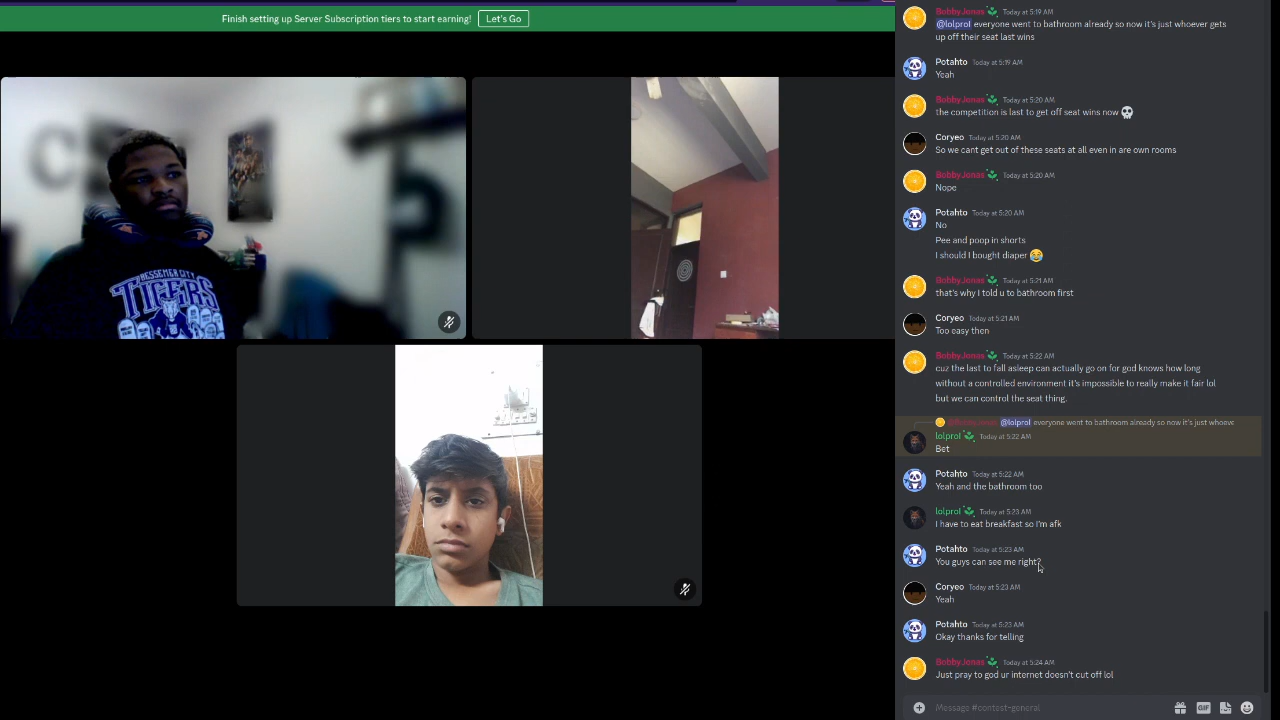 Finish setting up Server Subscription tiers to start earning! Let's Go
BESSEMER CITY
TIGERS
BobbyJonas Today at 5:19 AM
@lolprol everyone went to bathroom already so now it's just whoever gets
up off their seat last wins
Potahto Today at 5:19 AM
Yeah
BobbyJonas Today at 5:20 AM
the competition is last to get off seat wins now 💀
Coryeo Today at 5:20 AM
So we cant get out of these seats at all even in are own rooms
BobbyJonas Today at 5:20 AM
Nope
Potahto Today at 5:20 AM
No
Pee and poop in shorts
I should I bought diaper 😂
BobbyJonas Today at 5:21 AM
that's why I told u to bathroom first
Coryeo Today at 5:21 AM
Too easy then
BobbyJonas Today at 5:22 AM
cuz the last to fall asleep can actually go on for god knows how long
without a controlled environment it's impossible to really make it fair lol
but we can control the seat thing.
@lolprol everyone went to bathroom already so now it's just whoeve
lolprol Today at 5:22 AM
Bet
Potahto Today at 5:22 AM
Yeah and the bathroom too
lolprol Today at 5:23 AM
I have to eat breakfast so I'm afk
Potahto Today at 5:23 AM
You guys can see me right?
Coryeo Today at 5:23 AM
Yeah
Potahto Today at 5:23 AM
Okay thanks for telling
BobbyJonas Today at 5:24 AM
Just pray to god ur internet doesn't cut off lol
Message #contest-general
GIF